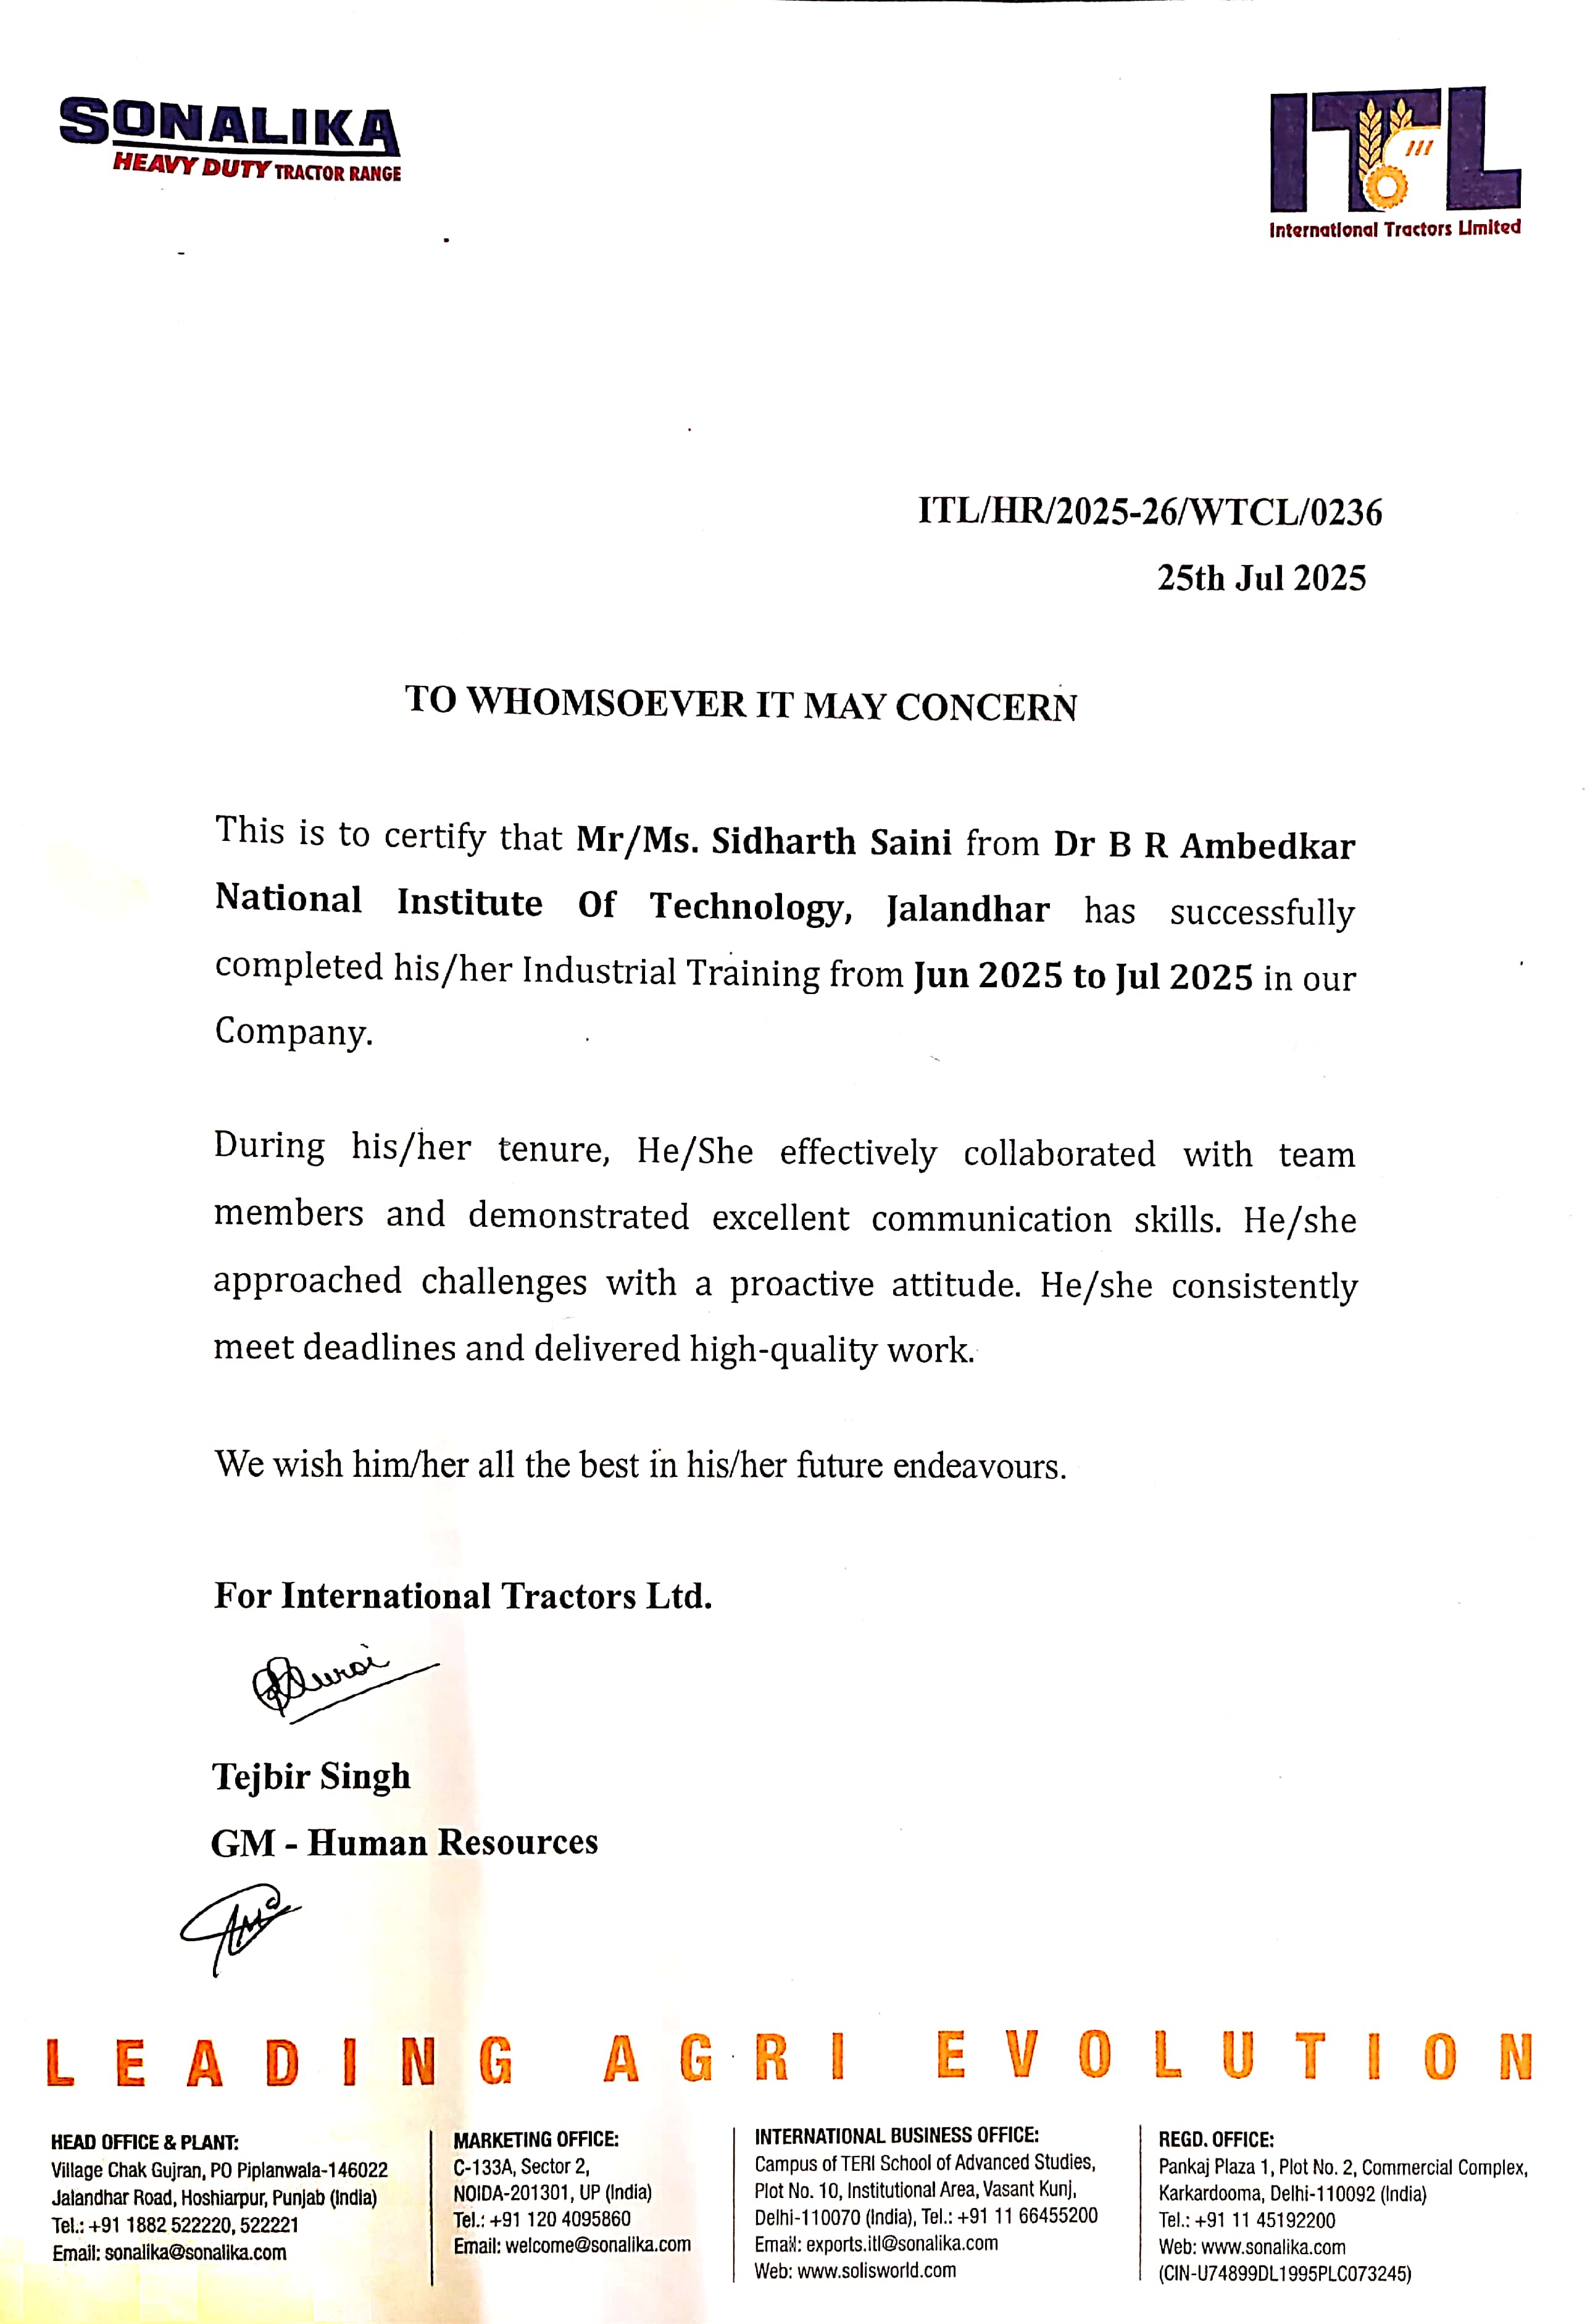 SONALIKA
HEAVY DUTY TRACTOR RANGE
ITL
International Tractors Limited
ITL/HR/2025-26/WTCL/0236
25th Jul 2025
TO WHOMSOEVER IT MAY CONCERN
This is to certify that Mr/Ms. Sidharth Saini from Dr B R Ambedkar
National Institute Of Technology, Jalandhar has successfully
completed his/her Industrial Training from Jun 2025 to Jul 2025 in our
Company.
During his/her tenure, He/She effectively collaborated with team
members and demonstrated excellent communication skills. He/she
approached challenges with a proactive attitude. He/she consistently
meet deadlines and delivered high-quality work.
We wish him/her all the best in his/her future endeavours.
For International Tractors Ltd.
Tejbir Singh
GM - Human Resources
LEADING AGRI EVOLUTION
HEAD OFFICE & PLANT:
Village Chak Gujran, PO Piplanwala-146022
Jalandhar Road, Hoshiarpur, Punjab (India)
Tel.: +91 1882 522220, 522221
Email: sonalika@sonalika.com
MARKETING OFFICE:
C-133A, Sector 2,
NOIDA-201301, UP (India)
Tel.: +91 120 4095860
Email: welcome@sonalika.com
INTERNATIONAL BUSINESS OFFICE:
Campus of TERI School of Advanced Studies,
Plot No. 10, Institutional Area, Vasant Kunj,
Delhi-110070 (India), Tel.: +91 11 66455200
Email: exports.itl@sonalika.com
Web: www.solisworld.com
REGD. OFFICE:
Pankaj Plaza 1, Plot No. 2, Commercial Complex,
Karkardooma, Delhi-110092 (India)
Tel.: +91 11 45192200
Web: www.sonalika.com
(CIN-U74899DL1995PLC073245)